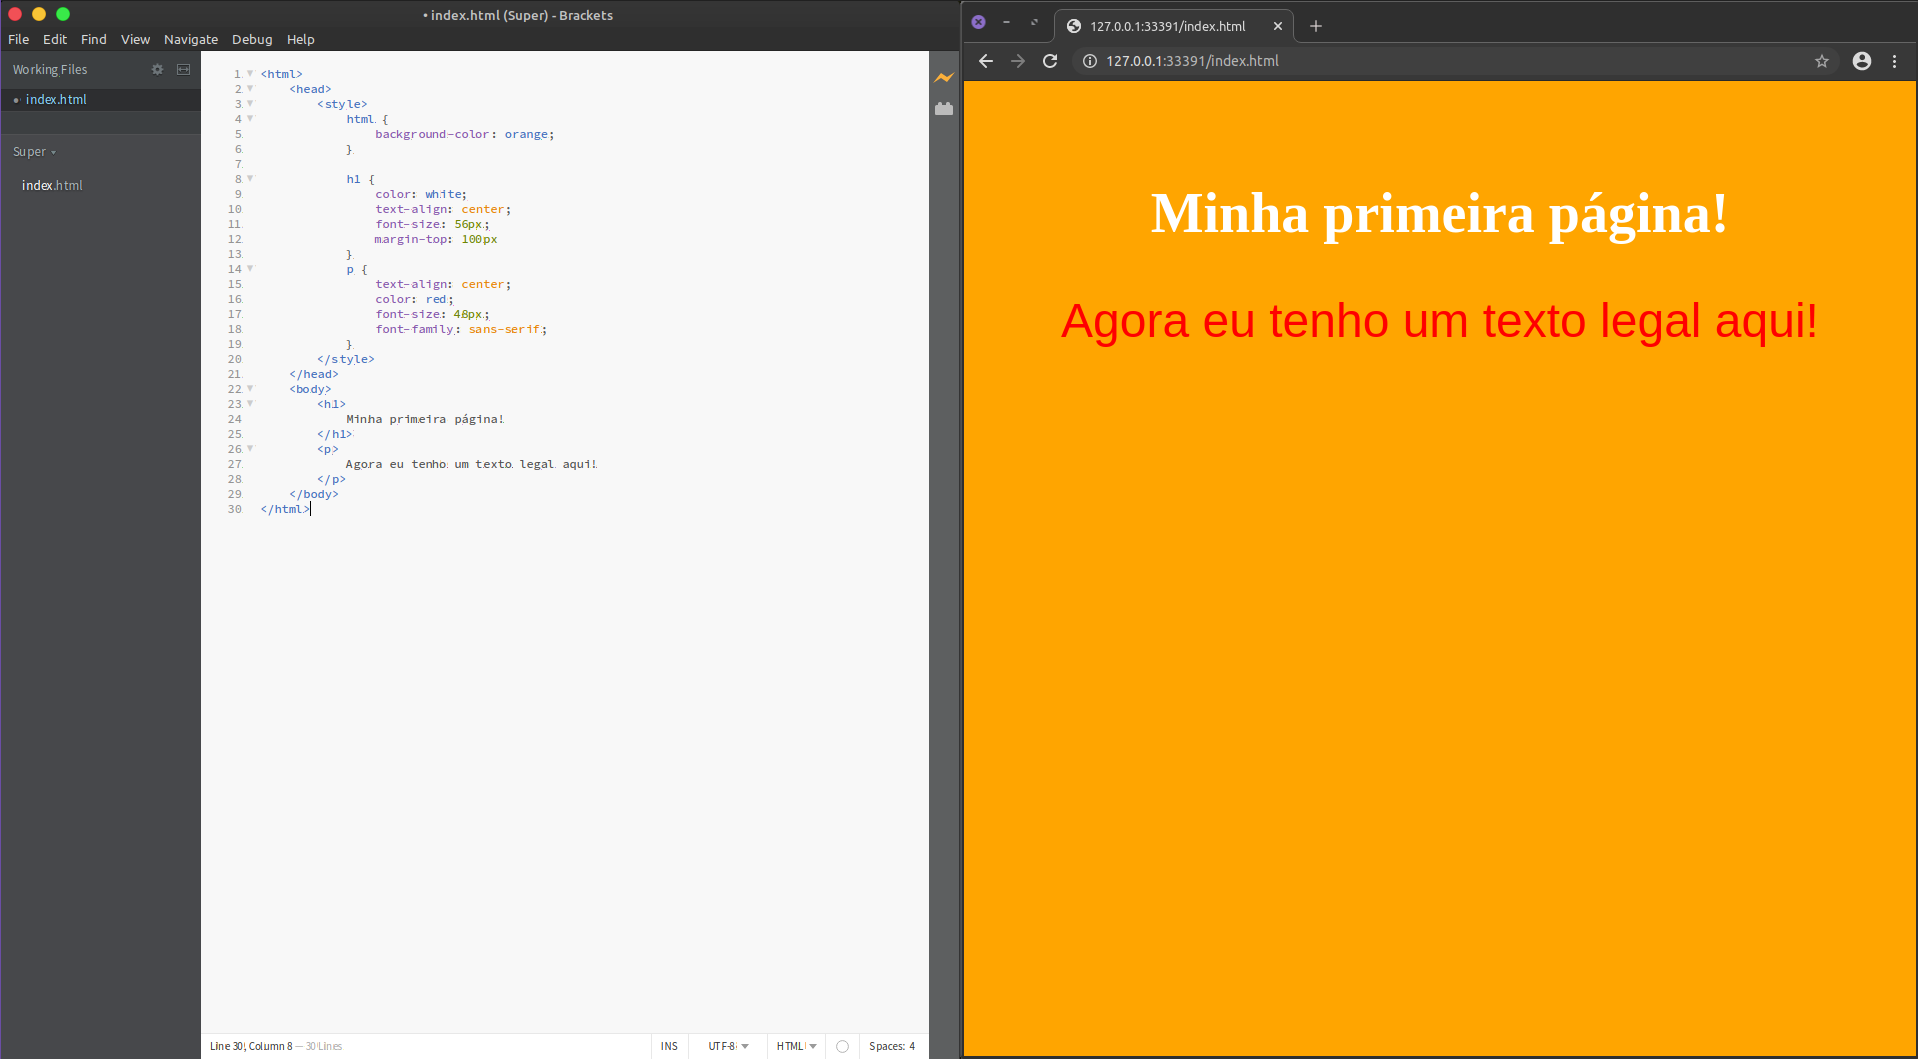 • index.html (Super) - Brackets
File Edit Find View Navigate Debug Help
Working Files
• index.html
Super
index.html
1 <html>
2 <head>
3 <style>
4 html {
5 background-color: orange;
6 }
7
8 h1 {
9 color: white;
10 text-align: center;
11 font-size: 56px;
12 margin-top: 100px
13 }
14 p {
15 text-align: center;
16 color: red;
17 font-size: 48px;
18 font-family: sans-serif;
19 }
20 </style>
21 </head>
22 <body>
23 <h1>
24 Minha primeira página!
25 </h1>
26 <p>
27 Agora eu tenho um texto legal aqui!
28 </p>
29 </body>
30 </html>
Line 30, Column 8 — 30 Lines
INS UTF-8 HTML Spaces: 4
127.0.0.1:33391/index.html
127.0.0.1:33391/index.html
Minha primeira página!
Agora eu tenho um texto legal aqui!